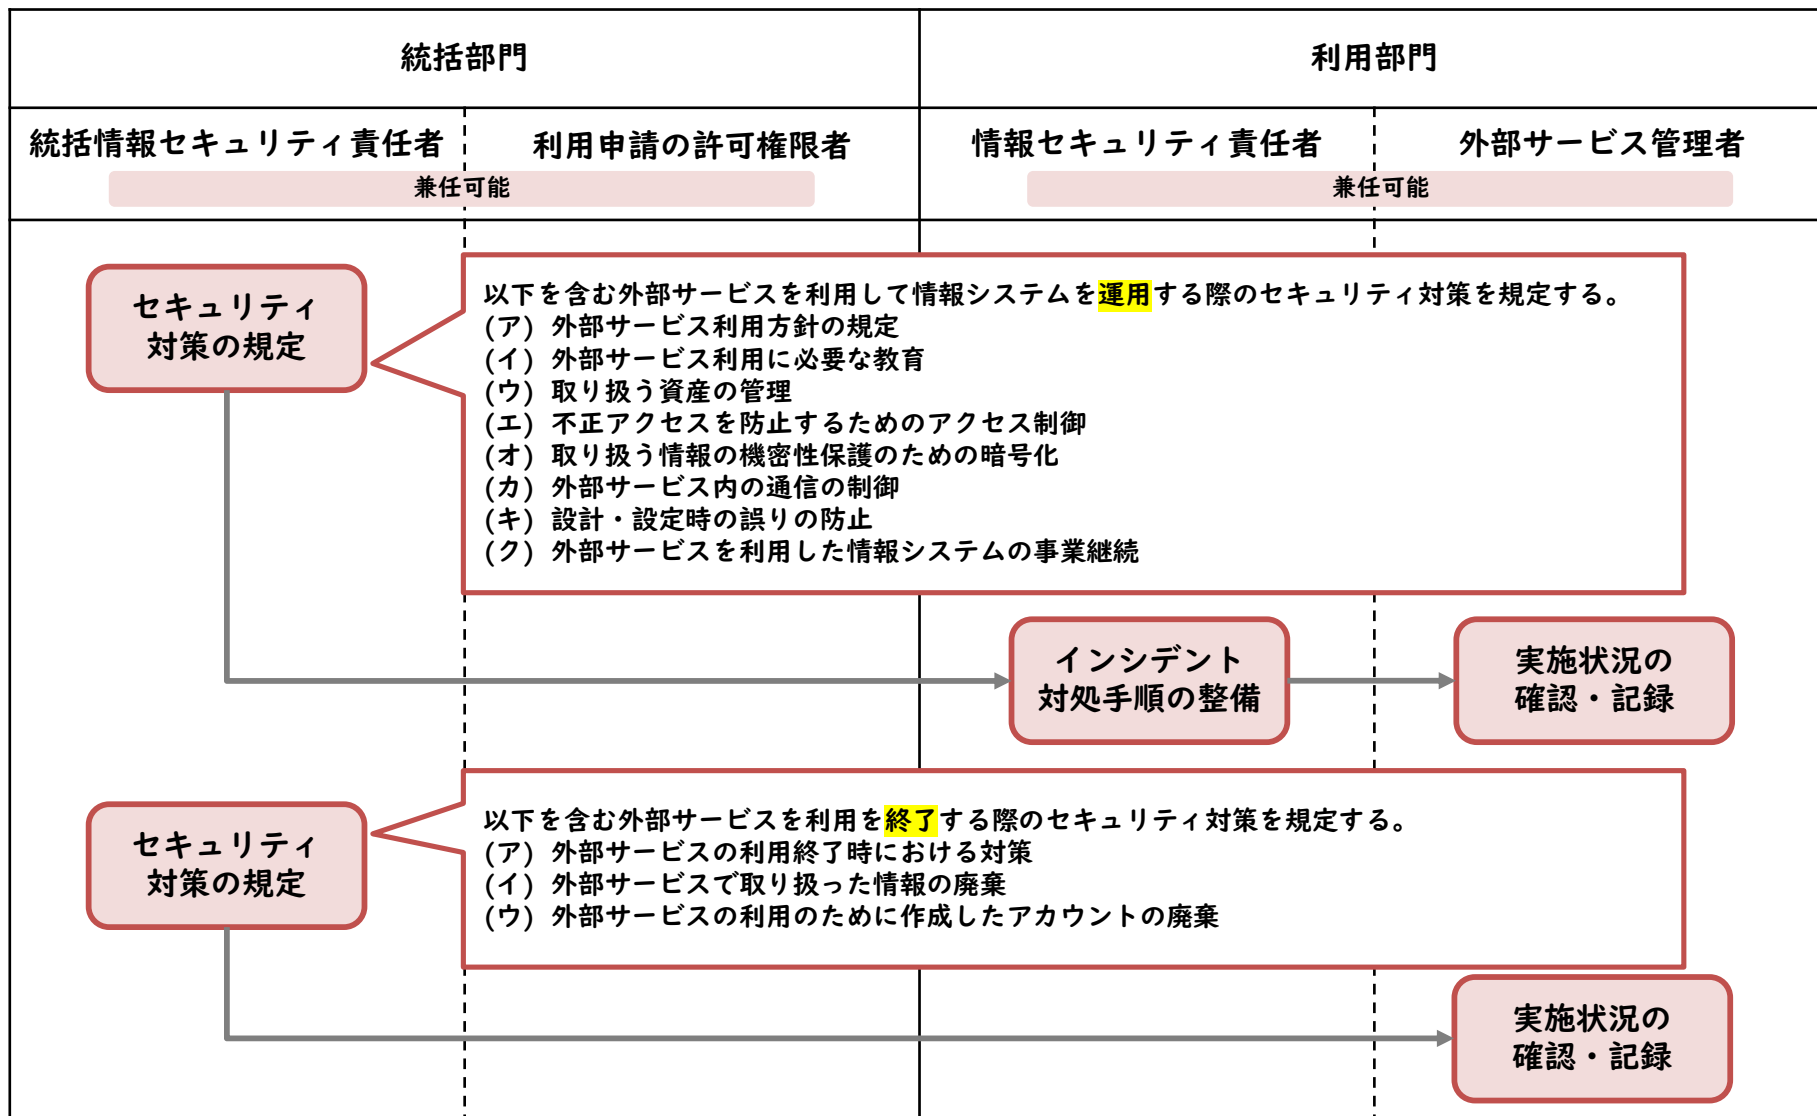 統括部門
利用部門
統括情報セキュリティ責任者
利用申請の許可権限者
情報セキュリティ責任者
外部サービス管理者
兼任可能
兼任可能
セキュリティ
対策の規定
以下を含む外部サービスを利用して情報システムを運用する際のセキュリティ対策を規定する。
(ア) 外部サービス利用方針の規定
(イ) 外部サービス利用に必要な教育
(ウ) 取り扱う資産の管理
(エ) 不正アクセスを防止するためのアクセス制御
(オ) 取り扱う情報の機密性保護のための暗号化
(カ) 外部サービス内の通信の制御
(キ) 設計・設定時の誤りの防止
(ク) 外部サービスを利用した情報システムの事業継続
インシデント
対処手順の整備
実施状況の
確認・記録
セキュリティ
対策の規定
以下を含む外部サービスを利用を終了する際のセキュリティ対策を規定する。
(ア) 外部サービスの利用終了時における対策
(イ) 外部サービスで取り扱った情報の廃棄
(ウ) 外部サービスの利用のために作成したアカウントの廃棄
実施状況の
確認・記録